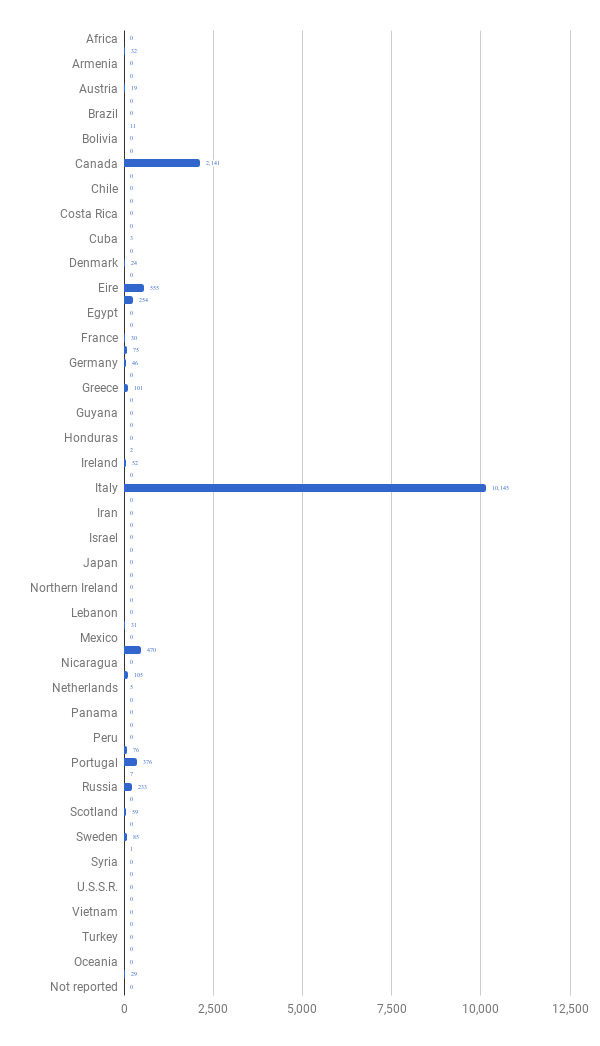 Africa 0
32
Armenia 0
0
Austria 19
0
Brazil 0
11
Bolivia 0
0
Canada 2,141
0
Chile 0
0
Costa Rica 0
0
Cuba 3
0
Denmark 24
0
Eire 555
254
Egypt 0
0
France 30
75
Germany 46
0
Greece 101
0
Guyana 0
0
Honduras 0
2
Ireland 52
0
Italy 10,145
0
Iran 0
0
Israel 0
0
Japan 0
0
Northern Ireland 0
0
Lebanon 0
31
Mexico 0
470
Nicaragua 0
105
Netherlands 5
0
Panama 0
0
Peru 0
76
Portugal 376
7
Russia 233
0
Scotland 59
0
Sweden 85
1
Syria 0
0
U.S.S.R. 0
0
Vietnam 0
0
Turkey 0
0
Oceania 0
29
Not reported 0
0 2,500 5,000 7,500 10,000 12,500